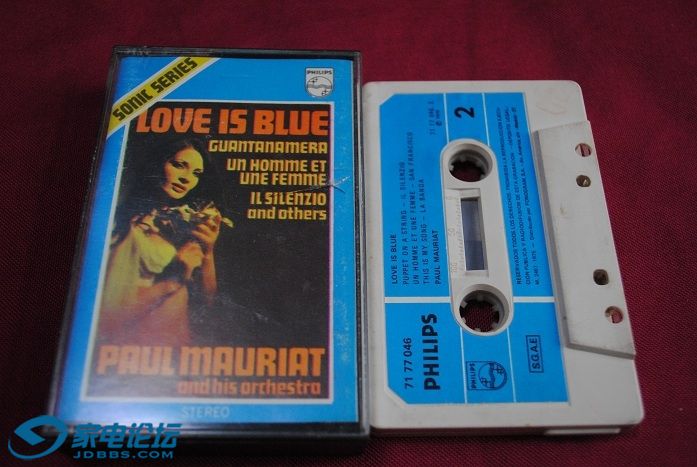 SONIC SERIES
PHILIPS
LOVE IS BLUE
GUANTANAMERA
UN HOMME ET
UNE FEMME
IL SILENZIO
and others
PAUL MAURIAT
and his orchestra
STEREO
2
LOVE IS BLUE
PUPPET ON A STRING - IL SILENZIO
UN HOMME ET UNE FEMME - SAN FRANCISCO
THIS IS MY SONG - LA BANDA
PAUL MAURIAT
71 77 046
PHILIPS
PHILIPS
S.G.A.E.
家电论坛
JDBBS.COM